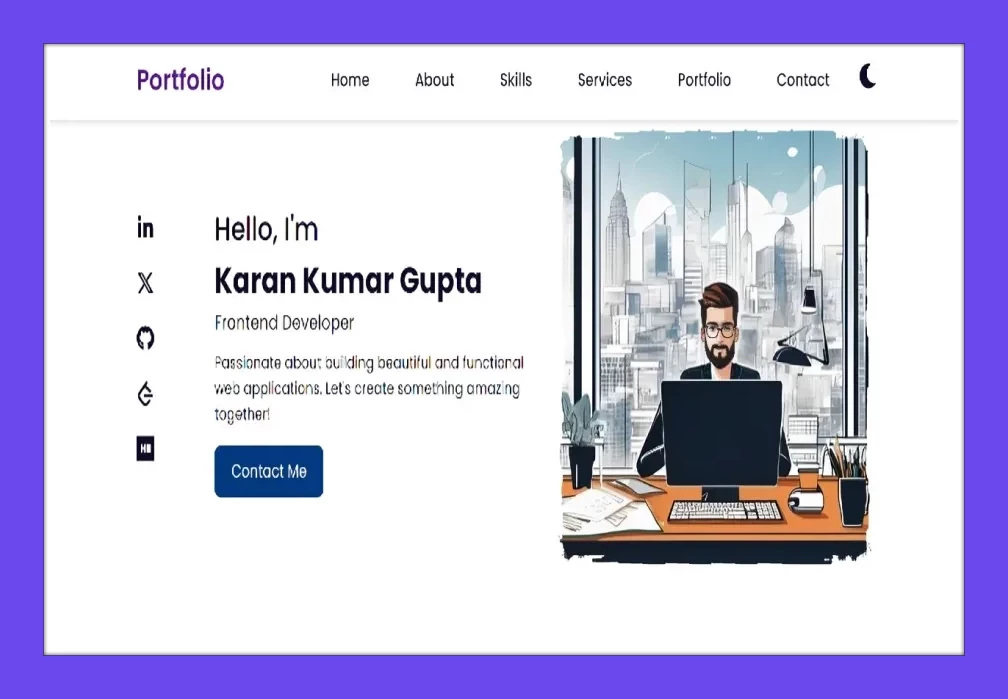 Portfolio
Home About Skills Services Portfolio Contact
in
Hello, I'm
Karan Kumar Gupta
Frontend Developer
Passionate about building beautiful and functional
web applications. Let's create something amazing
together!
Contact Me